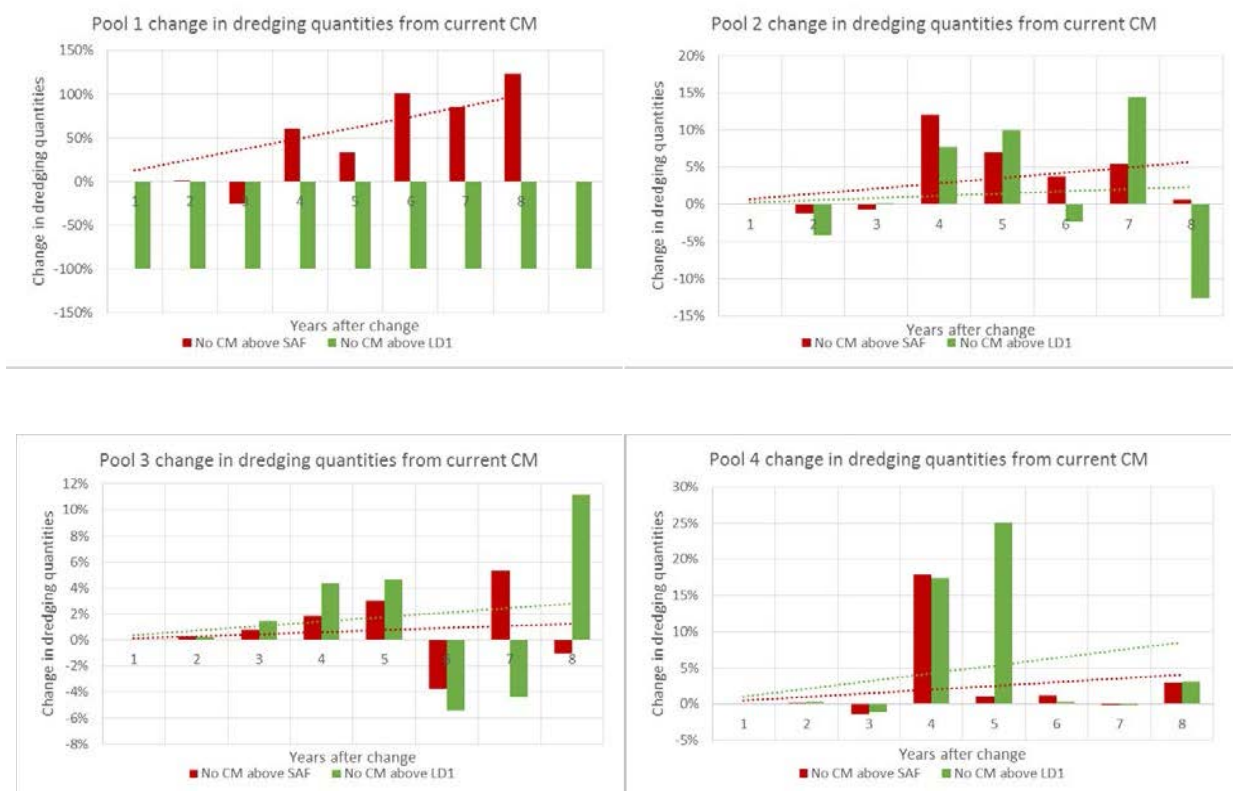 Pool 1 change in dredging quantities from current CM
Change in dredging quantities
150%
100%
50%
0%
-50%
-100%
-150%
1 2 3 4 5 6 7 8
Years after change
No CM above SAF No CM above LD1
Pool 2 change in dredging quantities from current CM
Change in dredging quantities
20%
15%
10%
5%
0%
-5%
-10%
-15%
1 2 3 4 5 6 7 8
Years after change
No CM above SAF No CM above LD1
Pool 3 change in dredging quantities from current CM
Change in dredging quantities
12%
10%
8%
6%
4%
2%
0%
-2%
-4%
-6%
-8%
1 2 3 4 5 6 7 8
Years after change
No CM above SAF No CM above LD1
Pool 4 change in dredging quantities from current CM
Change in dredging quantities
30%
25%
20%
15%
10%
5%
0%
-5%
1 2 3 4 5 6 7 8
Years after change
No CM above SAF No CM above LD1